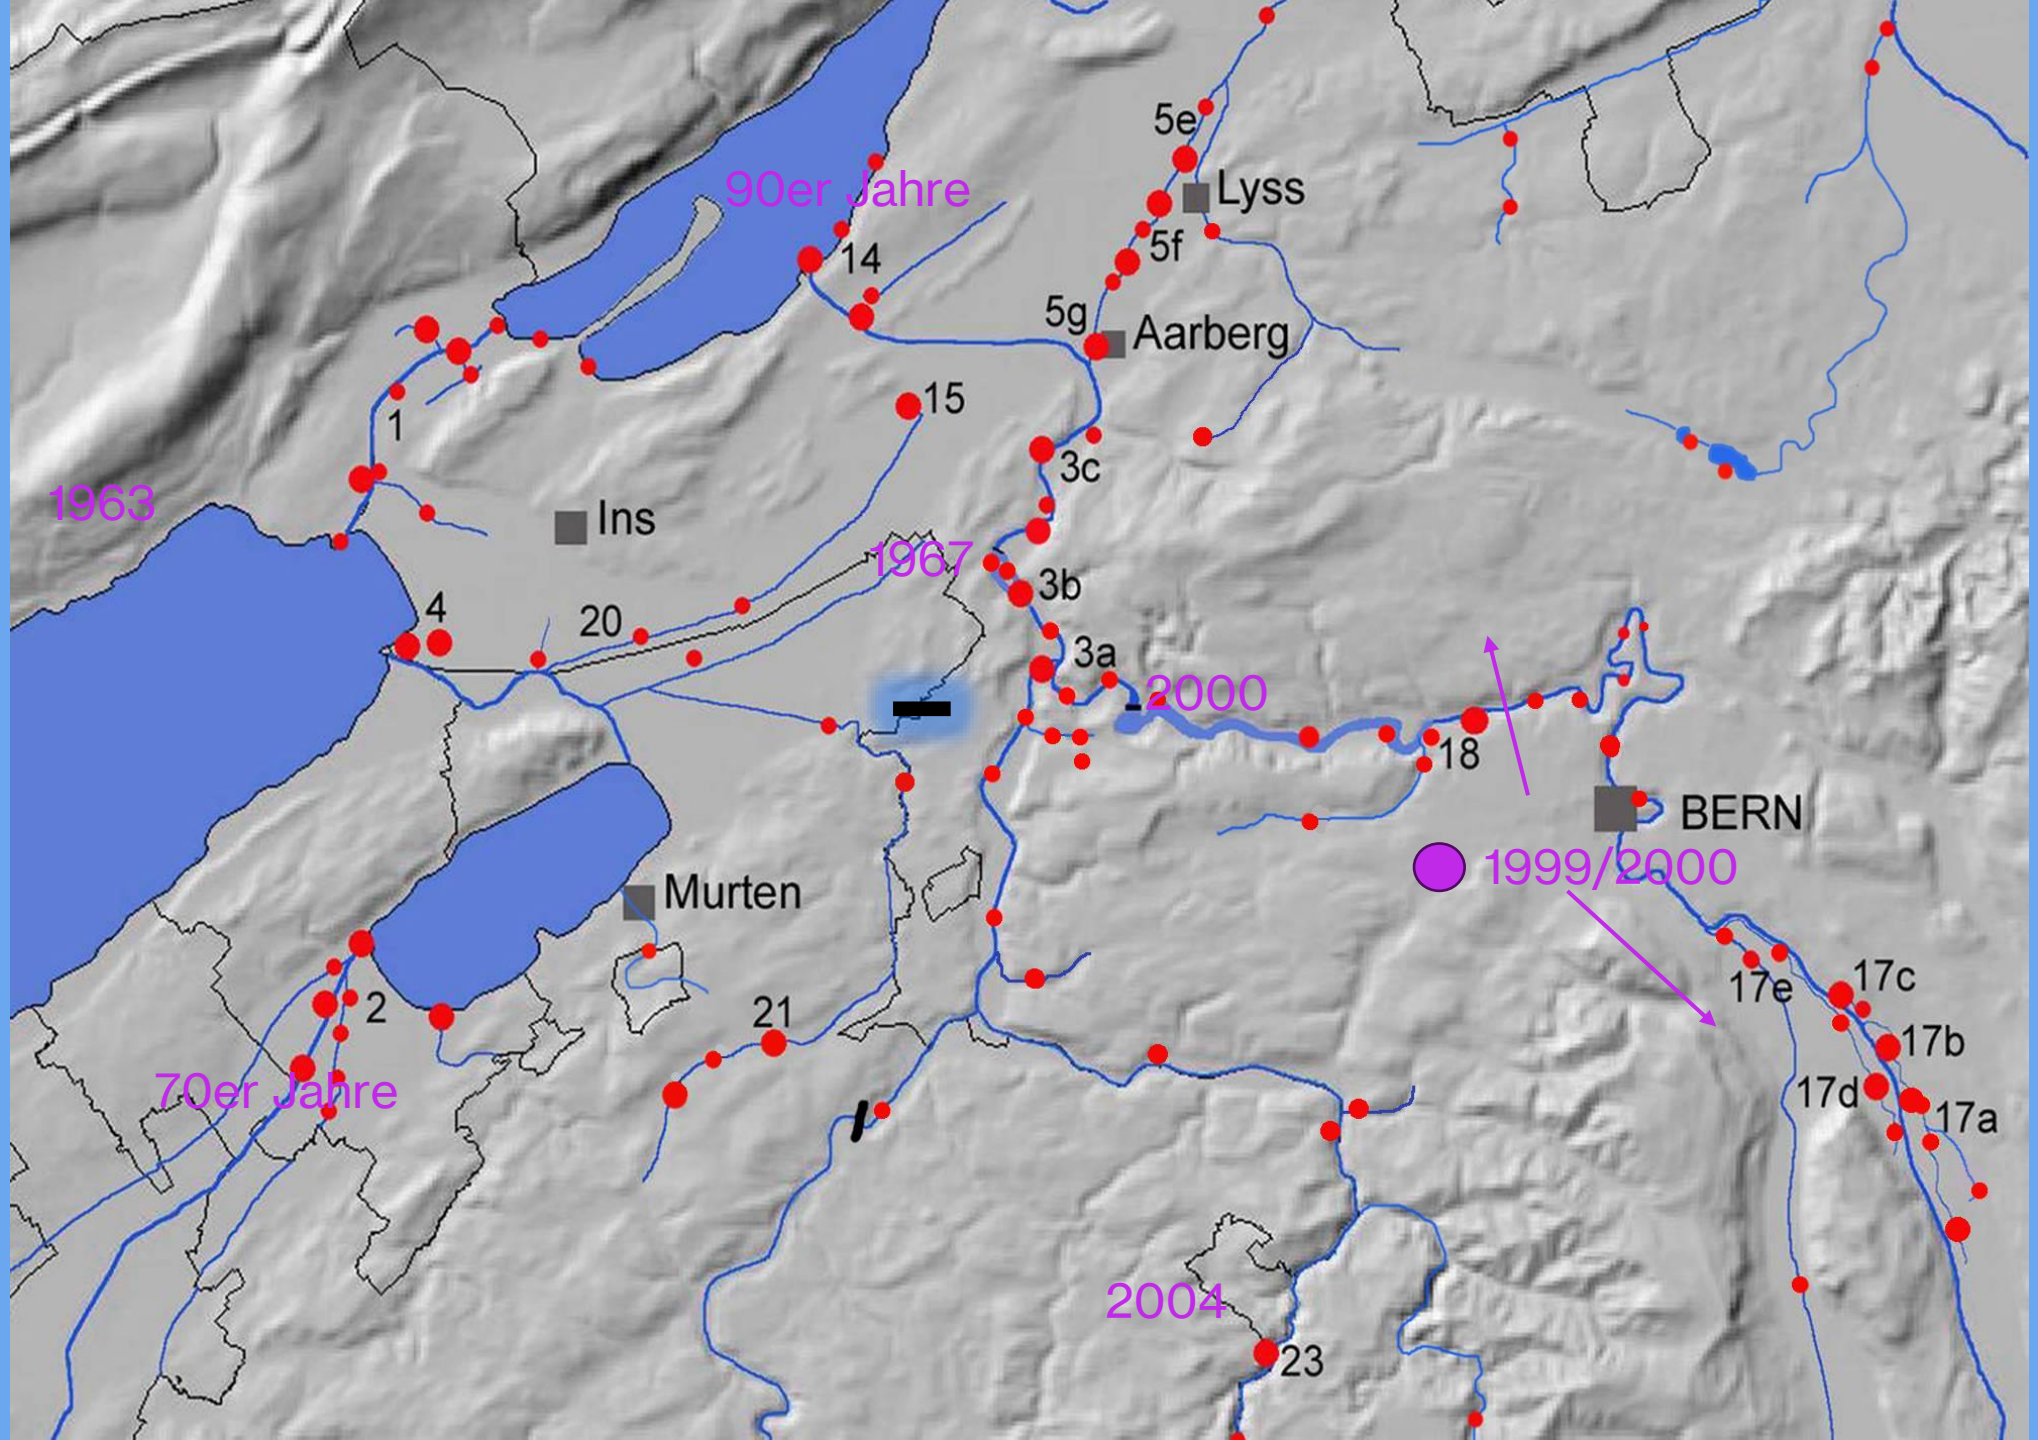 5e
Lyss
90er Jahre
14
5f
5g
Aarberg
15
1
3c
1963
Ins
1967
3b
4
20
3a
2000
18
BERN
1999/2000
Murten
17c
17e
2
21
17b
70er Jahre
17d
17a
2004
23